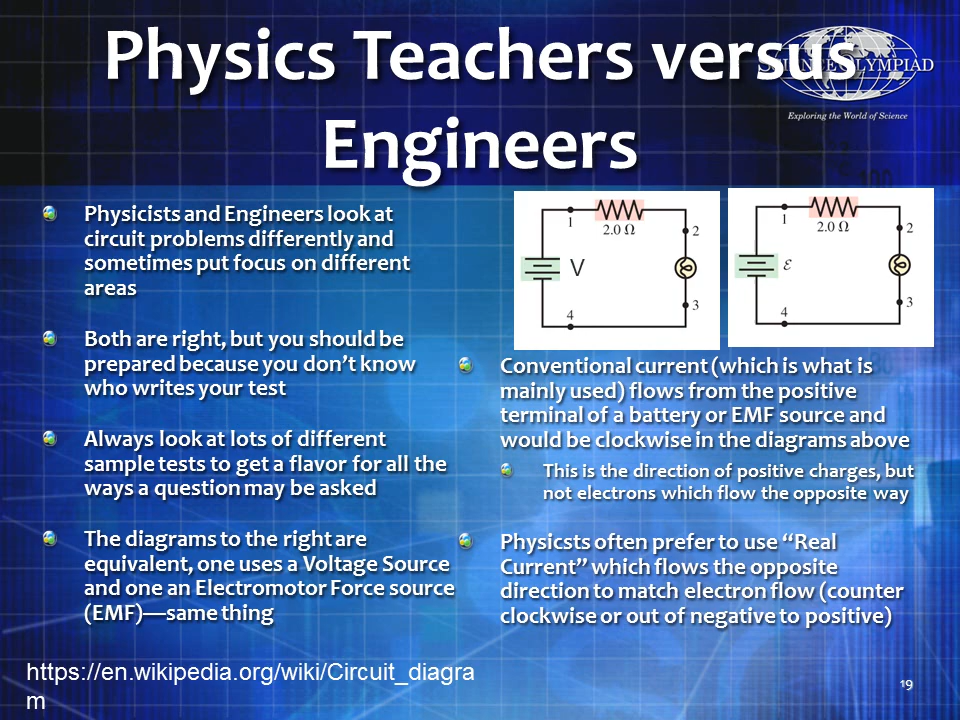 Physics Teachers versus
Engineers
SCIENCE OLYMPIAD
Exploring the World of Science
Physicists and Engineers look at
circuit problems differently and
sometimes put focus on different
areas
Both are right, but you should be
prepared because you don’t know
who writes your test
Always look at lots of different
sample tests to get a flavor for all the
ways a question may be asked
The diagrams to the right are
equivalent, one uses a Voltage Source
and one an Electromotor Force source
(EMF)—same thing
1
2.0 Ω
2
V
3
4
1
2.0 Ω
2
ℰ
3
4
Conventional current (which is what is
mainly used) flows from the positive
terminal of a battery or EMF source and
would be clockwise in the diagrams above
This is the direction of positive charges, but
not electrons which flow the opposite way
Physicsts often prefer to use “Real
Current” which flows the opposite
direction to match electron flow (counter
clockwise or out of negative to positive)
https://en.wikipedia.org/wiki/Circuit_diagra
m
19